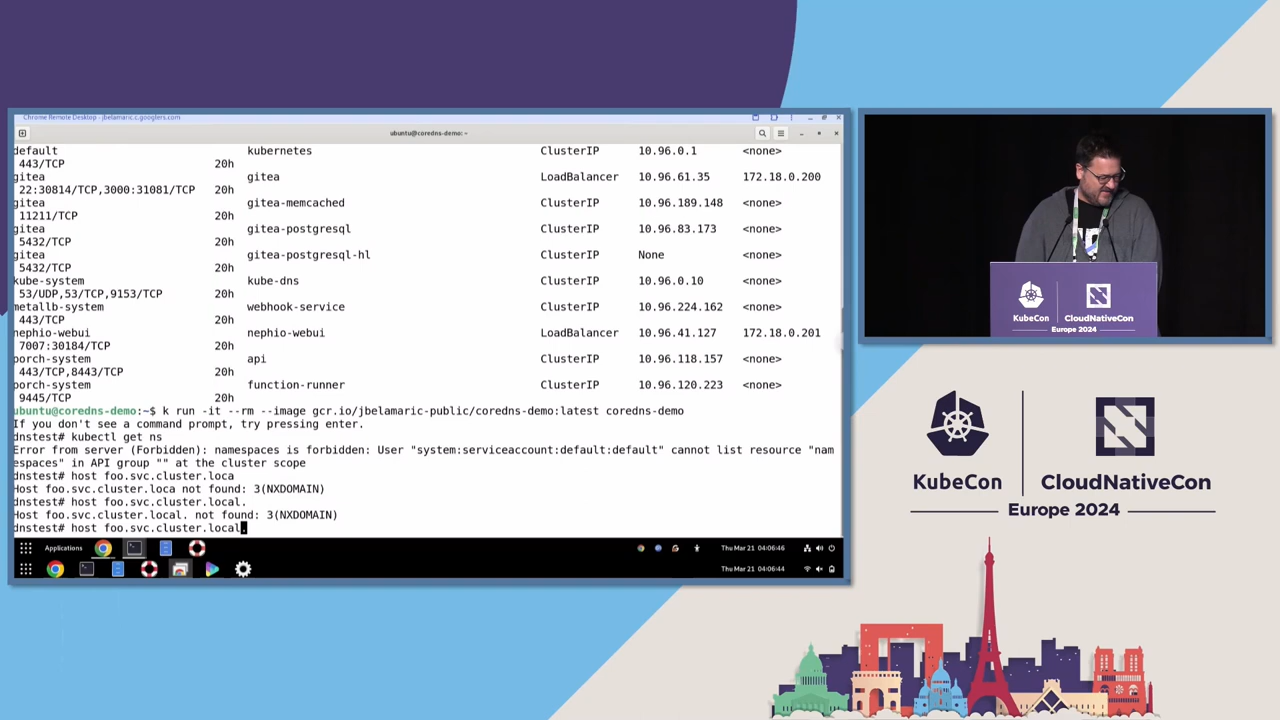 Chrome Remote Desktop - jbelamaric.c.googlers.com
ubuntu@coredns-demo: ~
default kubernetes ClusterIP 10.96.0.1 <none>
443/TCP 20h
gitea gitea LoadBalancer 10.96.61.35 172.18.0.200
22:30814/TCP,3000:31081/TCP 20h
gitea gitea-memcached ClusterIP 10.96.189.148 <none>
11211/TCP 20h
gitea gitea-postgresql ClusterIP 10.96.83.173 <none>
5432/TCP 20h
gitea gitea-postgresql-hl ClusterIP None <none>
5432/TCP 20h
kube-system kube-dns ClusterIP 10.96.0.10 <none>
53/UDP,53/TCP,9153/TCP 20h
metallb-system webhook-service ClusterIP 10.96.224.162 <none>
443/TCP 20h
nephio-webui nephio-webui LoadBalancer 10.96.41.127 172.18.0.201
7007:30184/TCP 20h
porch-system api ClusterIP 10.96.118.157 <none>
443/TCP,8443/TCP 20h
porch-system function-runner ClusterIP 10.96.120.223 <none>
9445/TCP 20h
ubuntu@coredns-demo:~$ k run -it --rm --image gcr.io/jbelamaric-public/coredns-demo:latest coredns-demo
If you don't see a command prompt, try pressing enter.
dnstest# kubectl get ns
Error from server (Forbidden): namespaces is forbidden: User "system:serviceaccount:default:default" cannot list resource "nam
espaces" in API group "" at the cluster scope
dnstest# host foo.svc.cluster.loca
Host foo.svc.cluster.loca not found: 3(NXDOMAIN)
dnstest# host foo.svc.cluster.local.
Host foo.svc.cluster.local. not found: 3(NXDOMAIN)
dnstest# host foo.svc.cluster.local.
Applications Thu Mar 21 04:06:46
Thu Mar 21 04:06:44
KubeCon CloudNativeCon
Europe 2024
KubeCon CloudNativeCon
Europe 2024